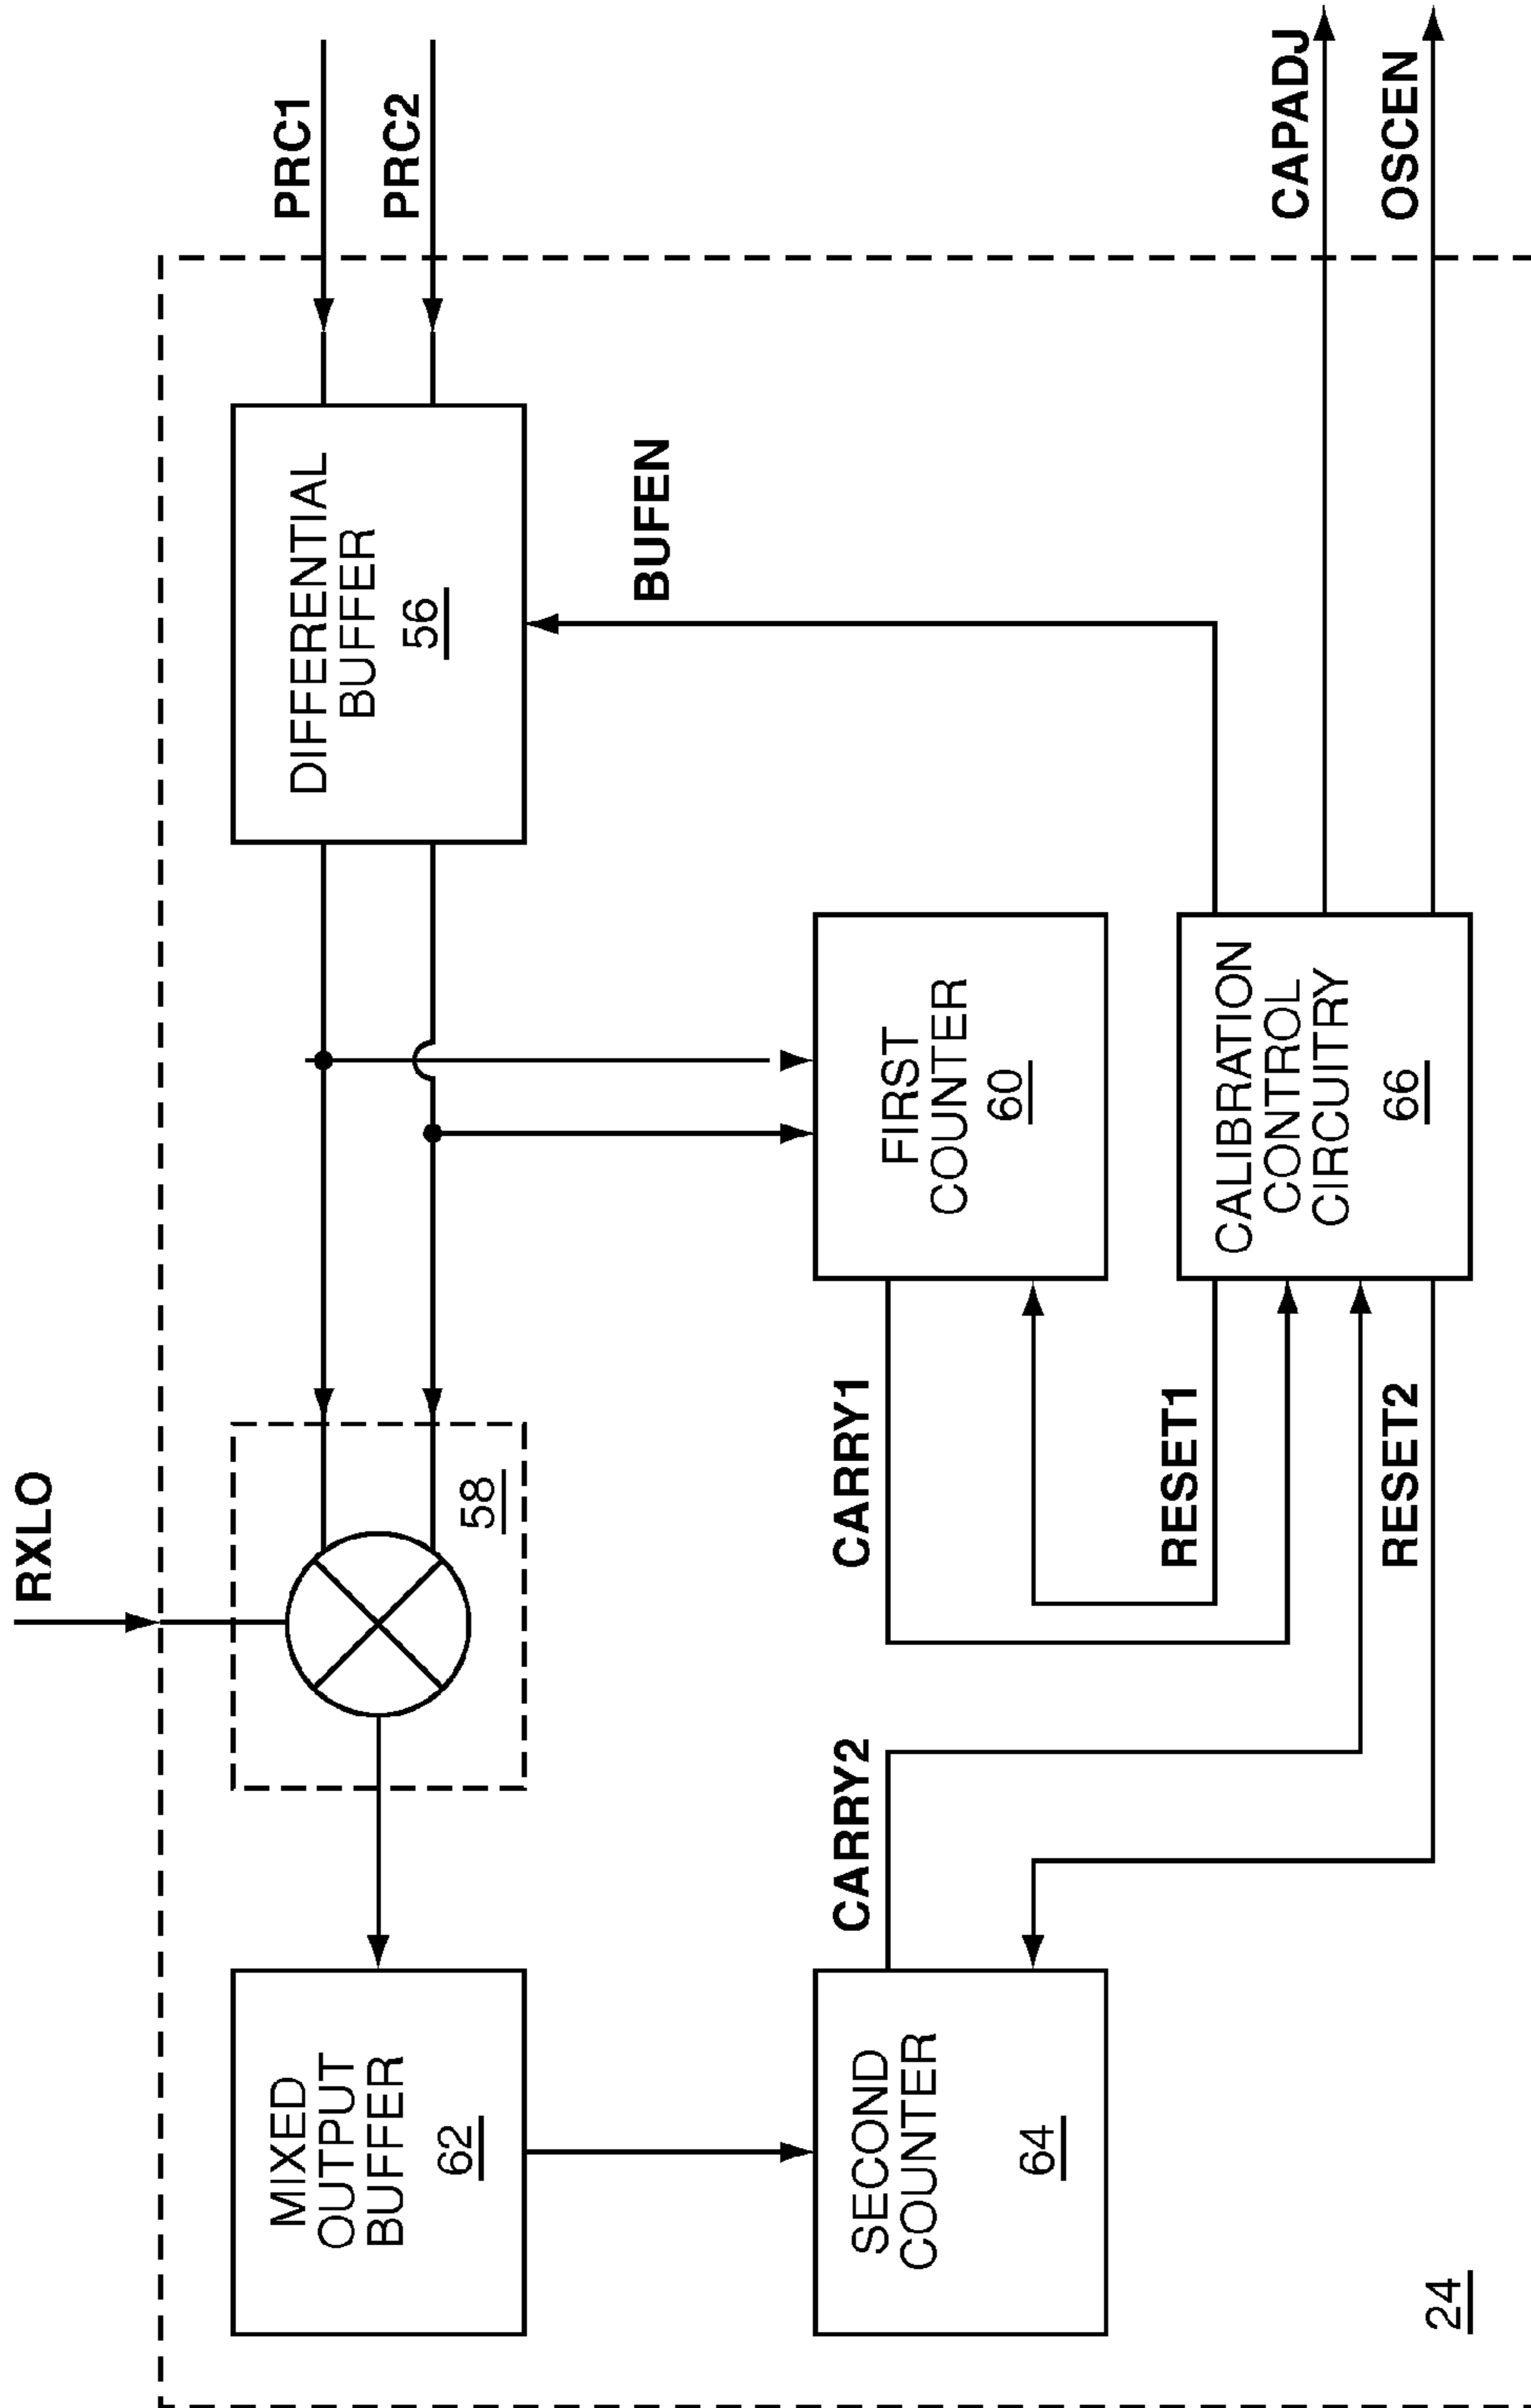 RXLO
PRC1
PRC2
DIFFERENTIAL
BUFFER
56
BUFEN
58
MIXED
OUTPUT
BUFFER
62
FIRST
COUNTER
60
CARRY1
CARRY2
SECOND
COUNTER
64
RESET1
RESET2
CALIBRATION
CONTROL
CIRCUITRY
66
CAPADJ
OSCEN
24